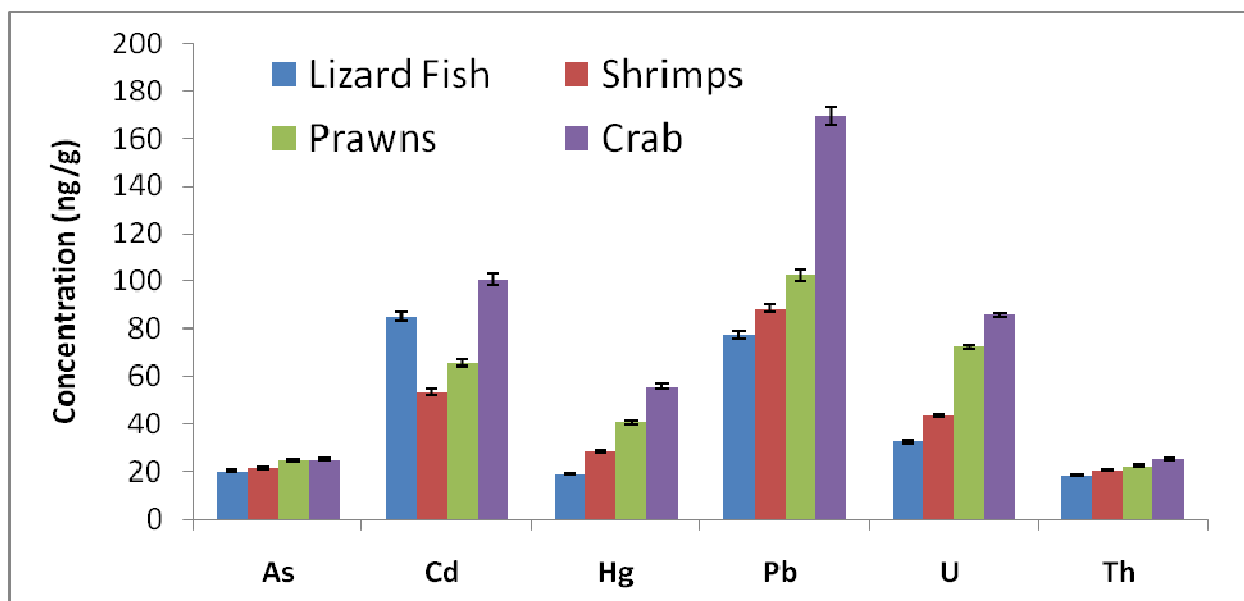 200
180
160
140
120
100
80
60
40
20
0
Concentration (ng/g)
Lizard Fish
Shrimps
Prawns
Crab
As Cd Hg Pb U Th